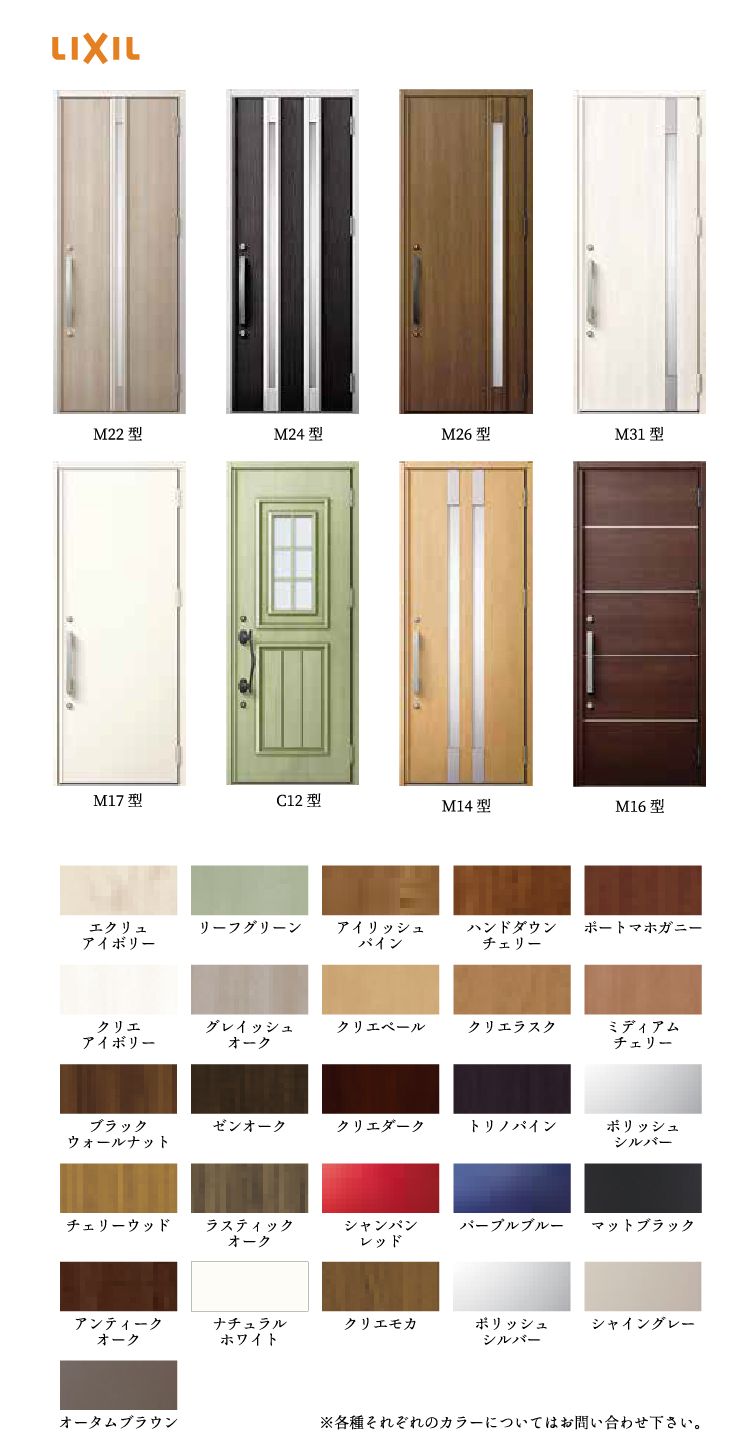 LIXIL
M22 型
M24 型
M26 型
M31 型
M17 型
C12 型
M14 型
M16 型
エクリュ
アイボリー
リーフグリーン
アイリッシュ
パイン
ハンドダウン
チェリー
ポートマホガニー
クリエ
アイボリー
グレイッシュ
オーク
クリエペール
クリエラスク
ミディアム
チェリー
ブラック
ウォールナット
ゼンオーク
クリエダーク
トリノパイン
ポリッシュ
シルバー
チェリーウッド
ラスティック
オーク
シャンパン
レッド
パープルブルー
マットブラック
アンティーク
オーク
ナチュラル
ホワイト
クリエモカ
ポリッシュ
シルバー
シャイングレー
オータムブラウン
※各種それぞれのカラーについてはお問い合わせ下さい。